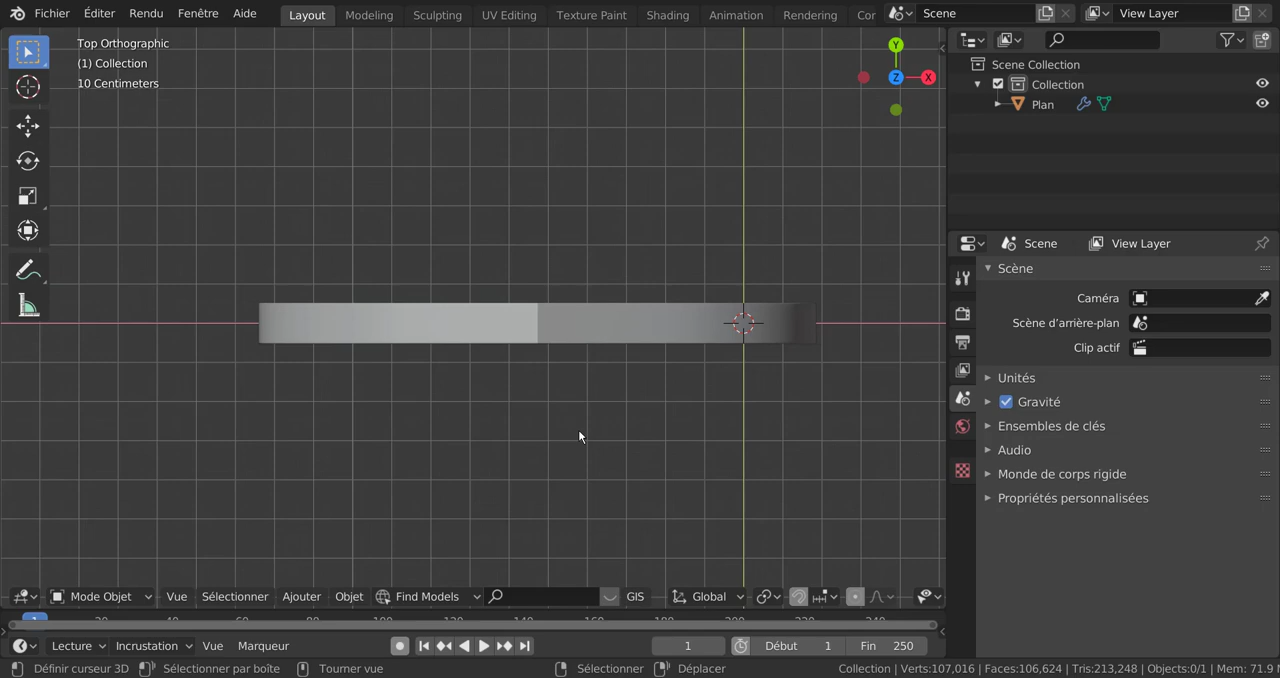 Fichier Éditer Rendu Fenêtre Aide Layout Modeling Sculpting UV Editing Texture Paint Shading Animation Rendering Cor Scene View Layer
Top Orthographic
(1) Collection
10 Centimeters
Y
Z
X
Scene Collection
Collection
Plan
Scene View Layer
Scène
Caméra
Scène d'arrière-plan
Clip actif
Unités
Gravité
Ensembles de clés
Audio
Monde de corps rigide
Propriétés personnalisées
Mode Objet Vue Sélectionner Ajouter Objet Find Models GIS Global
1
Lecture Incrustation Vue Marqueur 1 Début 1 Fin 250
Définir curseur 3D Sélectionner par boîte Tourner vue Sélectionner Déplacer Collection | Verts:107,016 | Faces:106,624 | Tris:213,248 | Objects:0/1 | Mem: 71.9 M